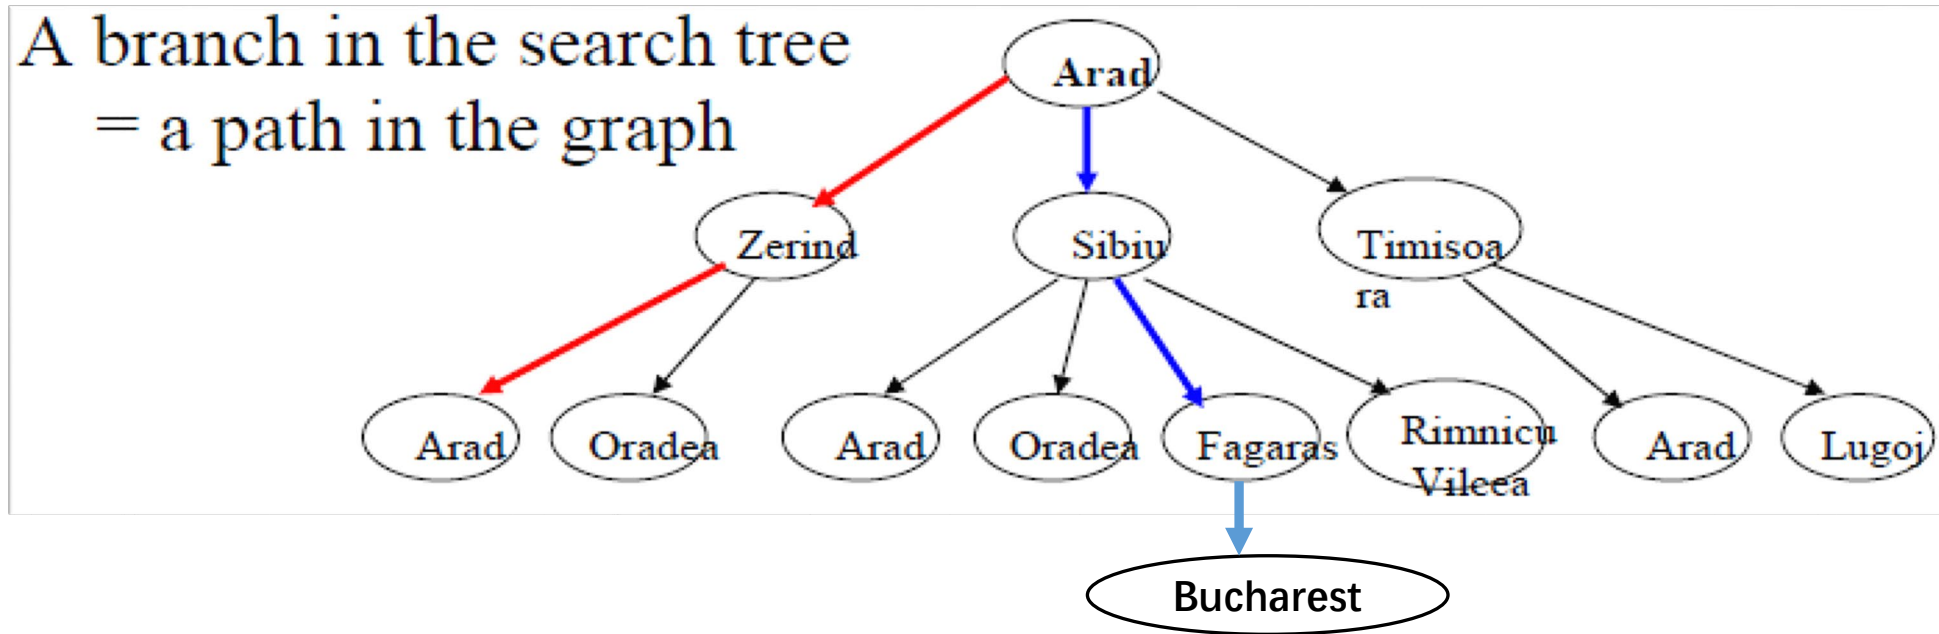 A branch in the search tree
= a path in the graph
Arad
Zerind
Sibiu
Timisoa
ra
Arad
Oradea
Arad
Oradea
Fagaras
Rimnicu
Vilcea
Arad
Lugoj
Bucharest